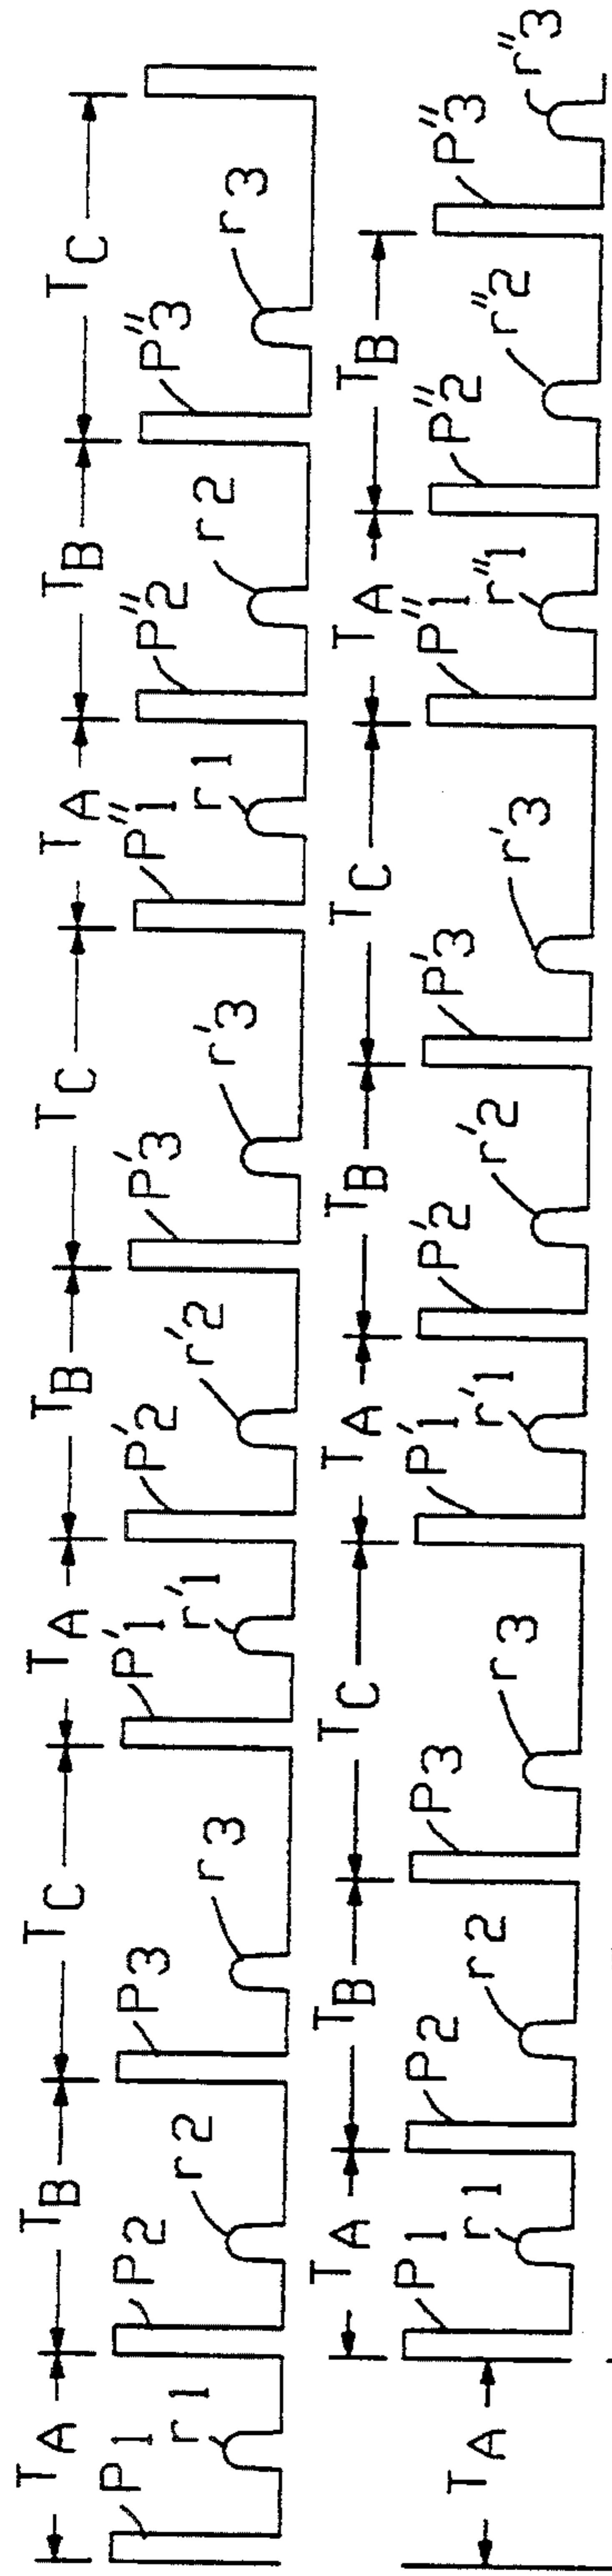 TA TB TC TA TB TC TA TB TC
P1 r1 P2 r2 P3 r3 P'1 r'1 P'2 r'2 P'3 r'3 P"1 r1 P"2 r2 P"3 r3
TA TB TC TA TB TC TA TB
TA P1 r1 P2 r2 P3 r3 P'1 r'1 P'2 r'2 P'3 r'3 P"1 r"1 P"2 r"2 P"3 r"3